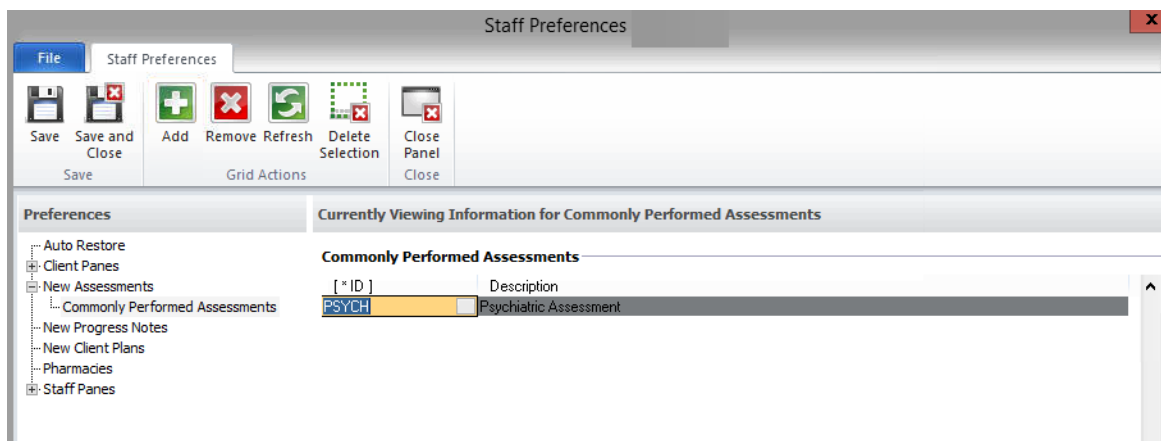 Staff Preferences
x
File Staff Preferences
Save Save and Close Add Remove Refresh Delete Selection Close Panel
Save Grid Actions Close
Preferences
Auto Restore
Client Panes
New Assessments
Commonly Performed Assessments
New Progress Notes
New Client Plans
Pharmacies
Staff Panes
Currently Viewing Information for Commonly Performed Assessments
Commonly Performed Assessments
[ * ID ] Description
PSYCH Psychiatric Assessment